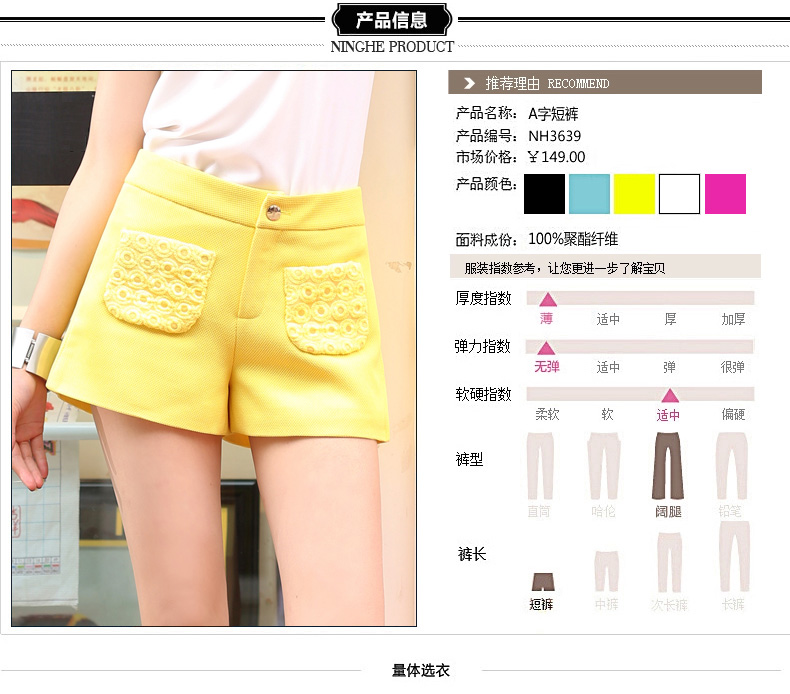 产品信息
NINGHE PRODUCT
推荐理由 RECOMMEND
产品名称: A字短裤
产品编号: NH3639
市场价格: ¥149.00
产品颜色:
面料成份: 100%聚酯纤维
服装指数参考，让您更进一步了解宝贝
厚度指数
薄 适中 厚 加厚
弹力指数
无弹 适中 弹 很弹
软硬指数
柔软 软 适中 偏硬
裤型
直筒 哈伦 阔腿 铅笔
裤长
短裤 中裤 次长裤 长裤
量体选衣